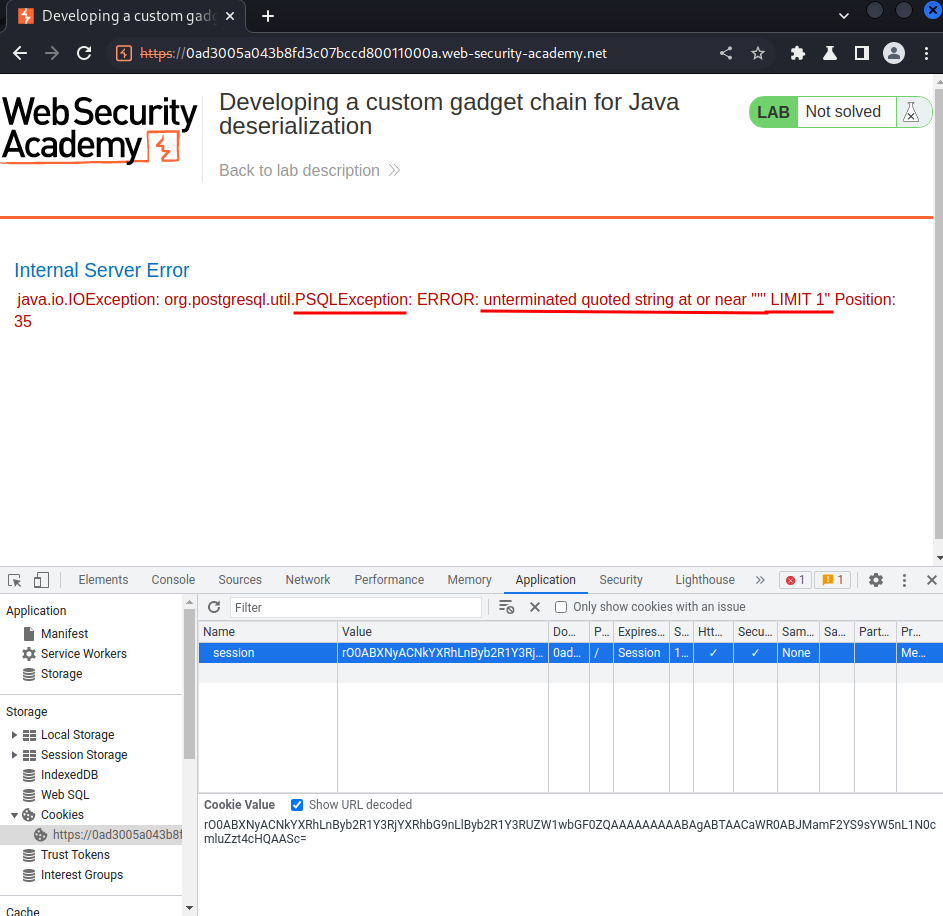 Developing a custom gadg
https://0ad3005a043b8fd3c07bccd80011000a.web-security-academy.net
Web Security
Academy
Developing a custom gadget chain for Java
deserialization
LAB Not solved
Back to lab description
Internal Server Error
java.io.IOException: org.postgresql.util.PSQLException: ERROR: unterminated quoted string at or near "'" LIMIT 1" Position:
35
Elements Console Sources Network Performance Memory Application Security Lighthouse » 1 1
Application
Manifest
Service Workers
Storage
Storage
Local Storage
Session Storage
IndexedDB
Web SQL
Cookies
https://0ad3005a043b8f
Trust Tokens
Interest Groups
Cache
Filter
Only show cookies with an issue
Name Value Do... P... Expires... S... Htt... Secu... Sam... Sa... Part... Pr...
session rO0ABXNyACNkYXRhLnByb2R1Y3Rj... 0ad... / Session 1... ✓ ✓ None Me...
Cookie Value Show URL decoded
rO0ABXNyACNkYXRhLnByb2R1Y3RjYXRhbG9nLlByb2R1Y3RUZW1wbGF0ZQAAAAAAAAABAgABTAACaWR0ABJMamF2YS9sYW5nL1N0c
mluZzt4cHQAASc=